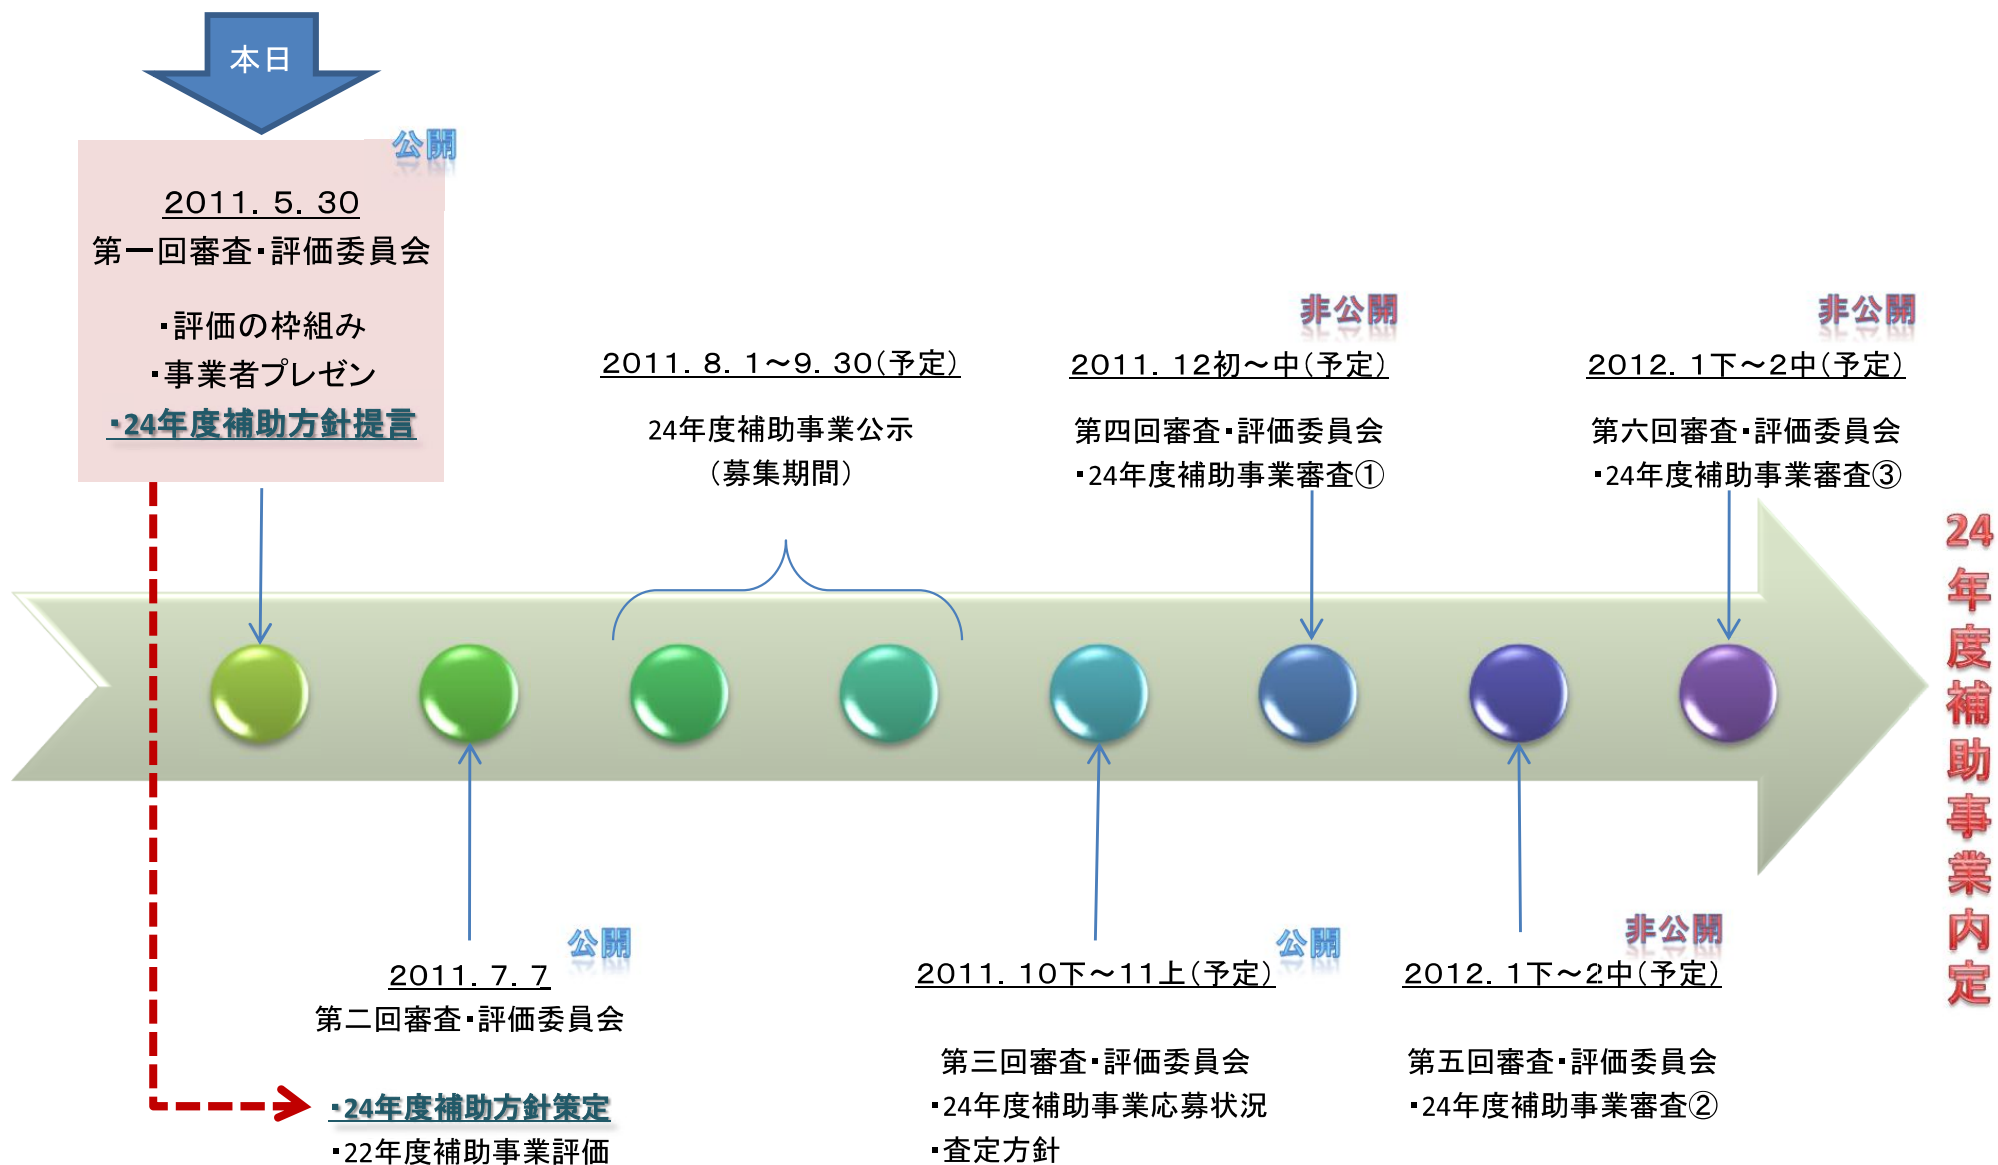 本日
公開
2011．5．30
第一回審査・評価委員会
・評価の枠組み
・事業者プレゼン
・24年度補助方針提言
2011．8．1～9．30（予定）
24年度補助事業公示
（募集期間）
非公開
2011．12初～中（予定）
第四回審査・評価委員会
・24年度補助事業審査①
非公開
2012．1下～2中（予定）
第六回審査・評価委員会
・24年度補助事業審査③
24年度補助事業内定
公開
2011．7．7
第二回審査・評価委員会
・24年度補助方針策定
・22年度補助事業評価
公開
2011．10下～11上（予定）
第三回審査・評価委員会
・24年度補助事業応募状況
・査定方針
非公開
2012．1下～2中（予定）
第五回審査・評価委員会
・24年度補助事業審査②